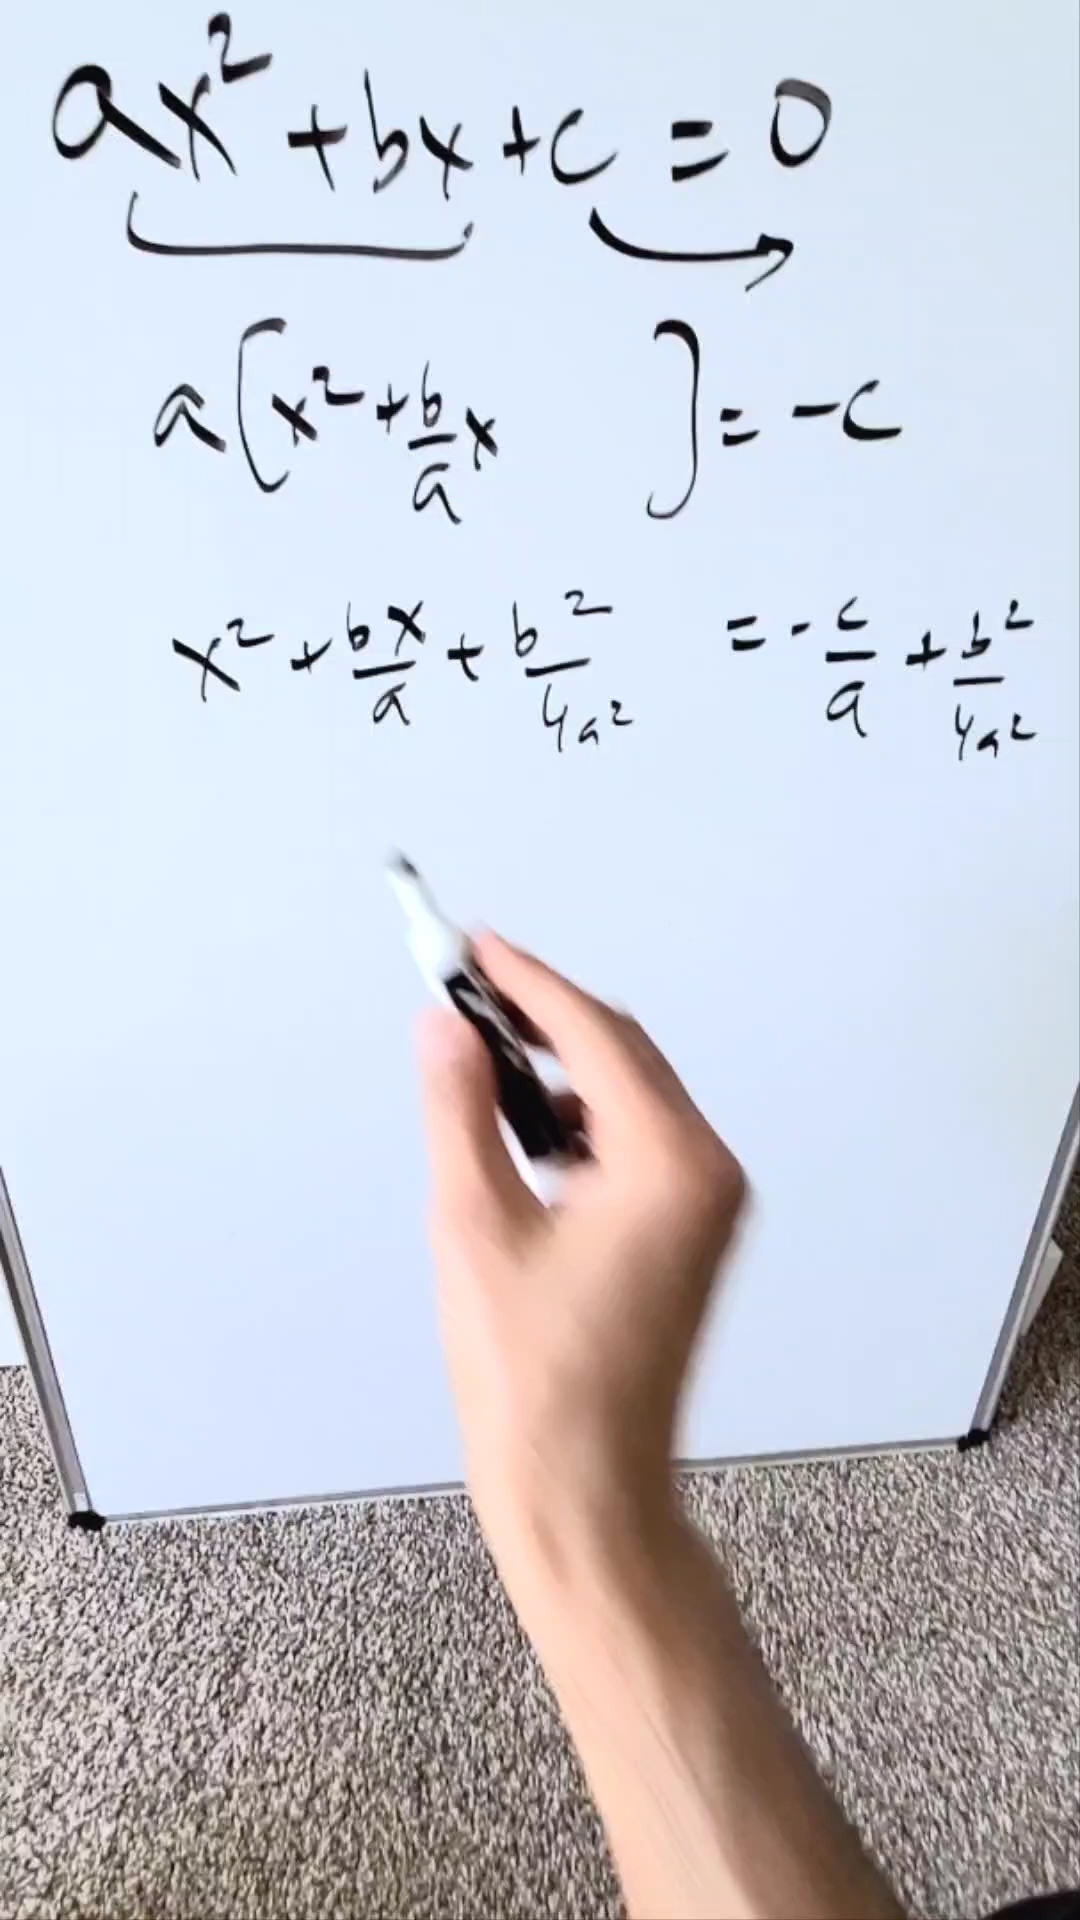 ax² + bx + c = 0
a[x² + b/a x ] = -c
x² + bx/a + b²/4a² = -c/a + b²/4a²